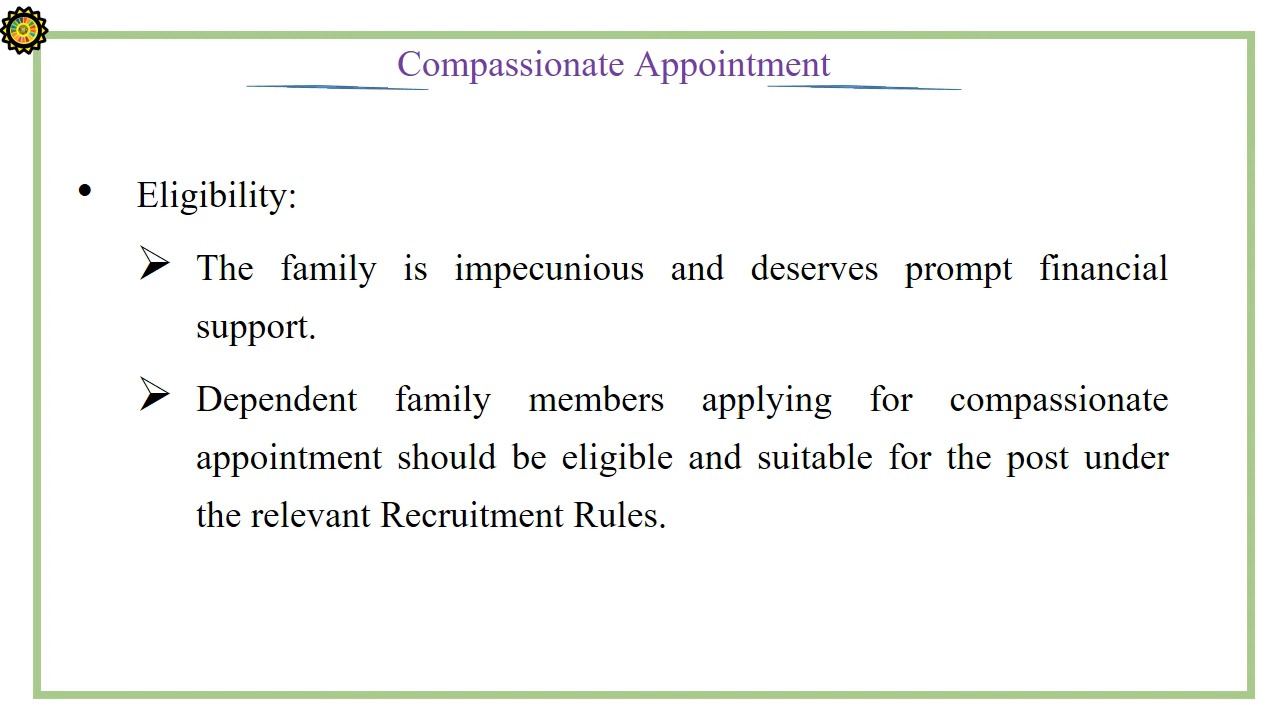 Compassionate Appointment
• Eligibility:
➢ The family is impecunious and deserves prompt financial
support.
➢ Dependent family members applying for compassionate
appointment should be eligible and suitable for the post under
the relevant Recruitment Rules.